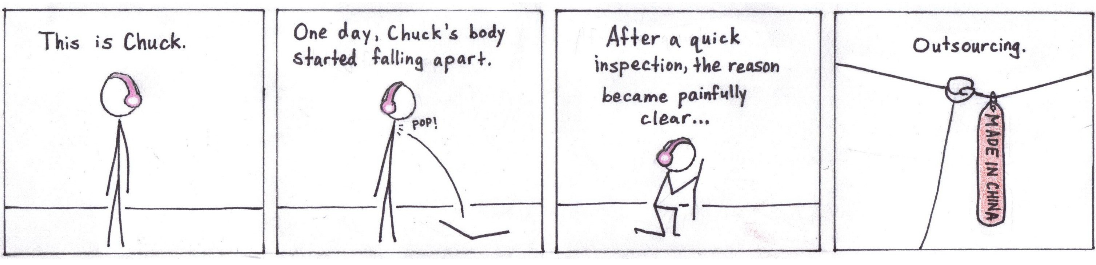 This is Chuck.
One day, Chuck's body
started falling apart.
POP!
After a quick
inspection, the reason
became painfully
clear...
Outsourcing.
MADE IN CHINA